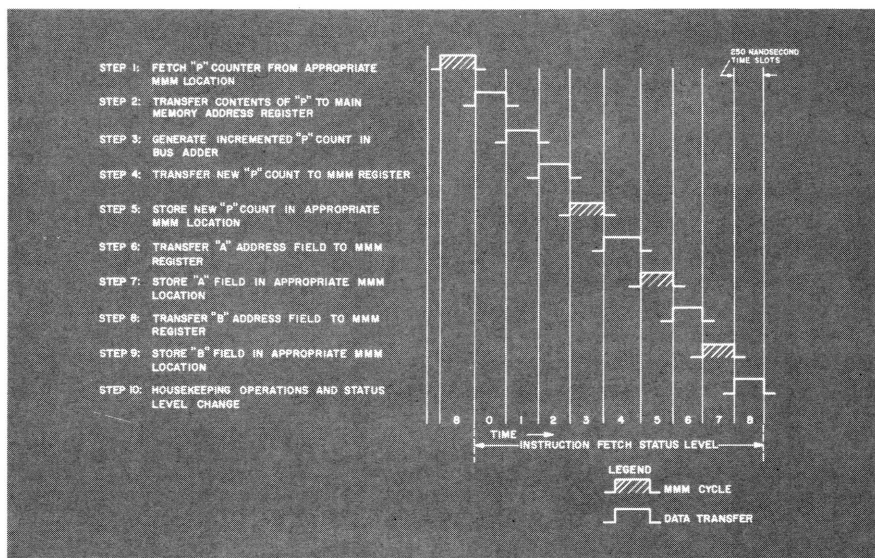 STEP 1: FETCH "P" COUNTER FROM APPROPRIATE
MMM LOCATION
STEP 2: TRANSFER CONTENTS OF "P" TO MAIN
MEMORY ADDRESS REGISTER
STEP 3: GENERATE INCREMENTED "P" COUNT IN
BUS ADDER
STEP 4: TRANSFER NEW "P" COUNT TO MMM REGISTER
STEP 5: STORE NEW "P" COUNT IN APPROPRIATE
MMM LOCATION
STEP 6: TRANSFER "A" ADDRESS FIELD TO MMM
REGISTER
STEP 7: STORE "A" FIELD IN APPROPRIATE MMM
LOCATION
STEP 8: TRANSFER "B" ADDRESS FIELD TO MMM
REGISTER
STEP 9: STORE "B" FIELD IN APPROPRIATE MMM
LOCATION
STEP 10: HOUSEKEEPING OPERATIONS AND STATUS
LEVEL CHANGE
250 NANOSECOND
TIME SLOTS
8 0 1 2 3 4 5 6 7 8
TIME
INSTRUCTION FETCH STATUS LEVEL
LEGEND
MMM CYCLE
DATA TRANSFER